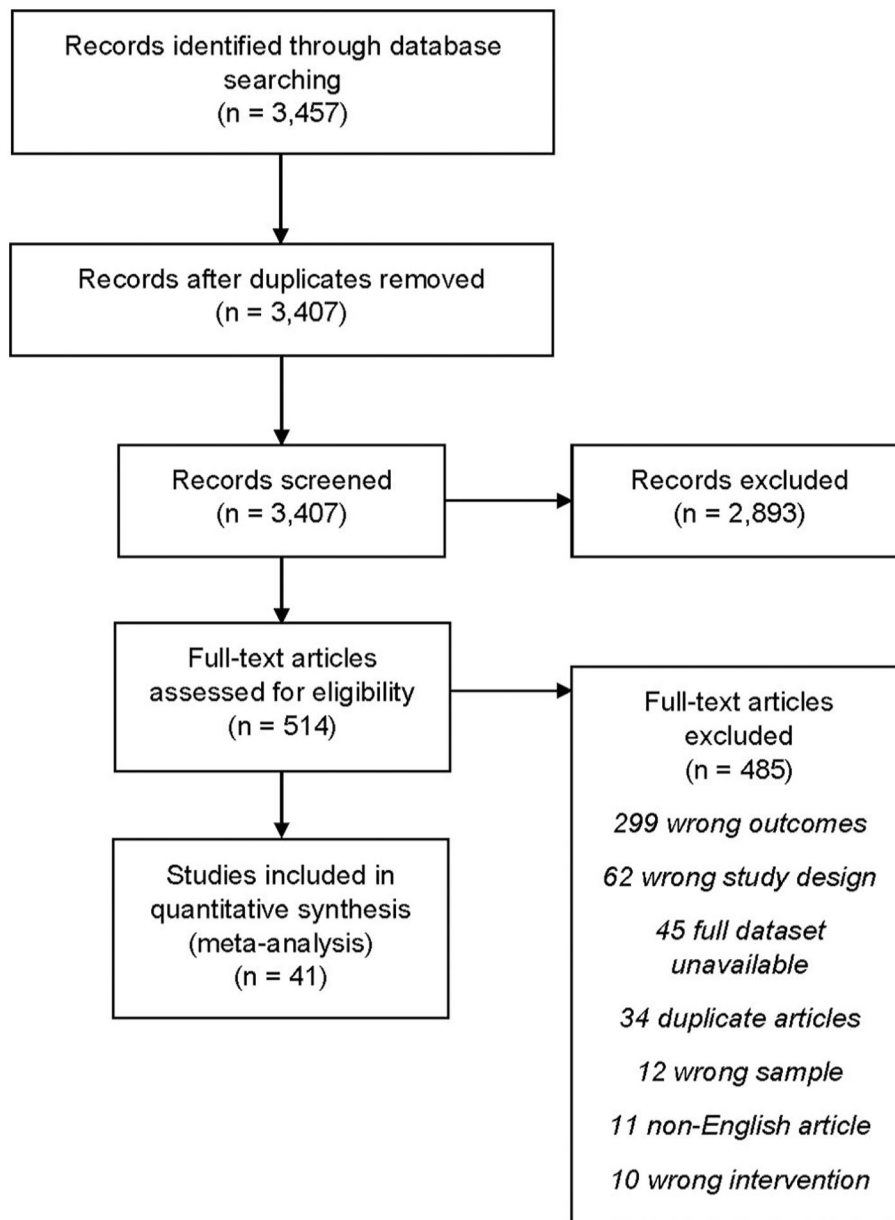 Records identified through database
searching
(n = 3,457)
Records after duplicates removed
(n = 3,407)
Records screened
(n = 3,407)
Records excluded
(n = 2,893)
Full-text articles
assessed for eligibility
(n = 514)
Full-text articles
excluded
(n = 485)
299 wrong outcomes
62 wrong study design
45 full dataset
unavailable
34 duplicate articles
12 wrong sample
11 non-English article
10 wrong intervention
Studies included in
quantitative synthesis
(meta-analysis)
(n = 41)